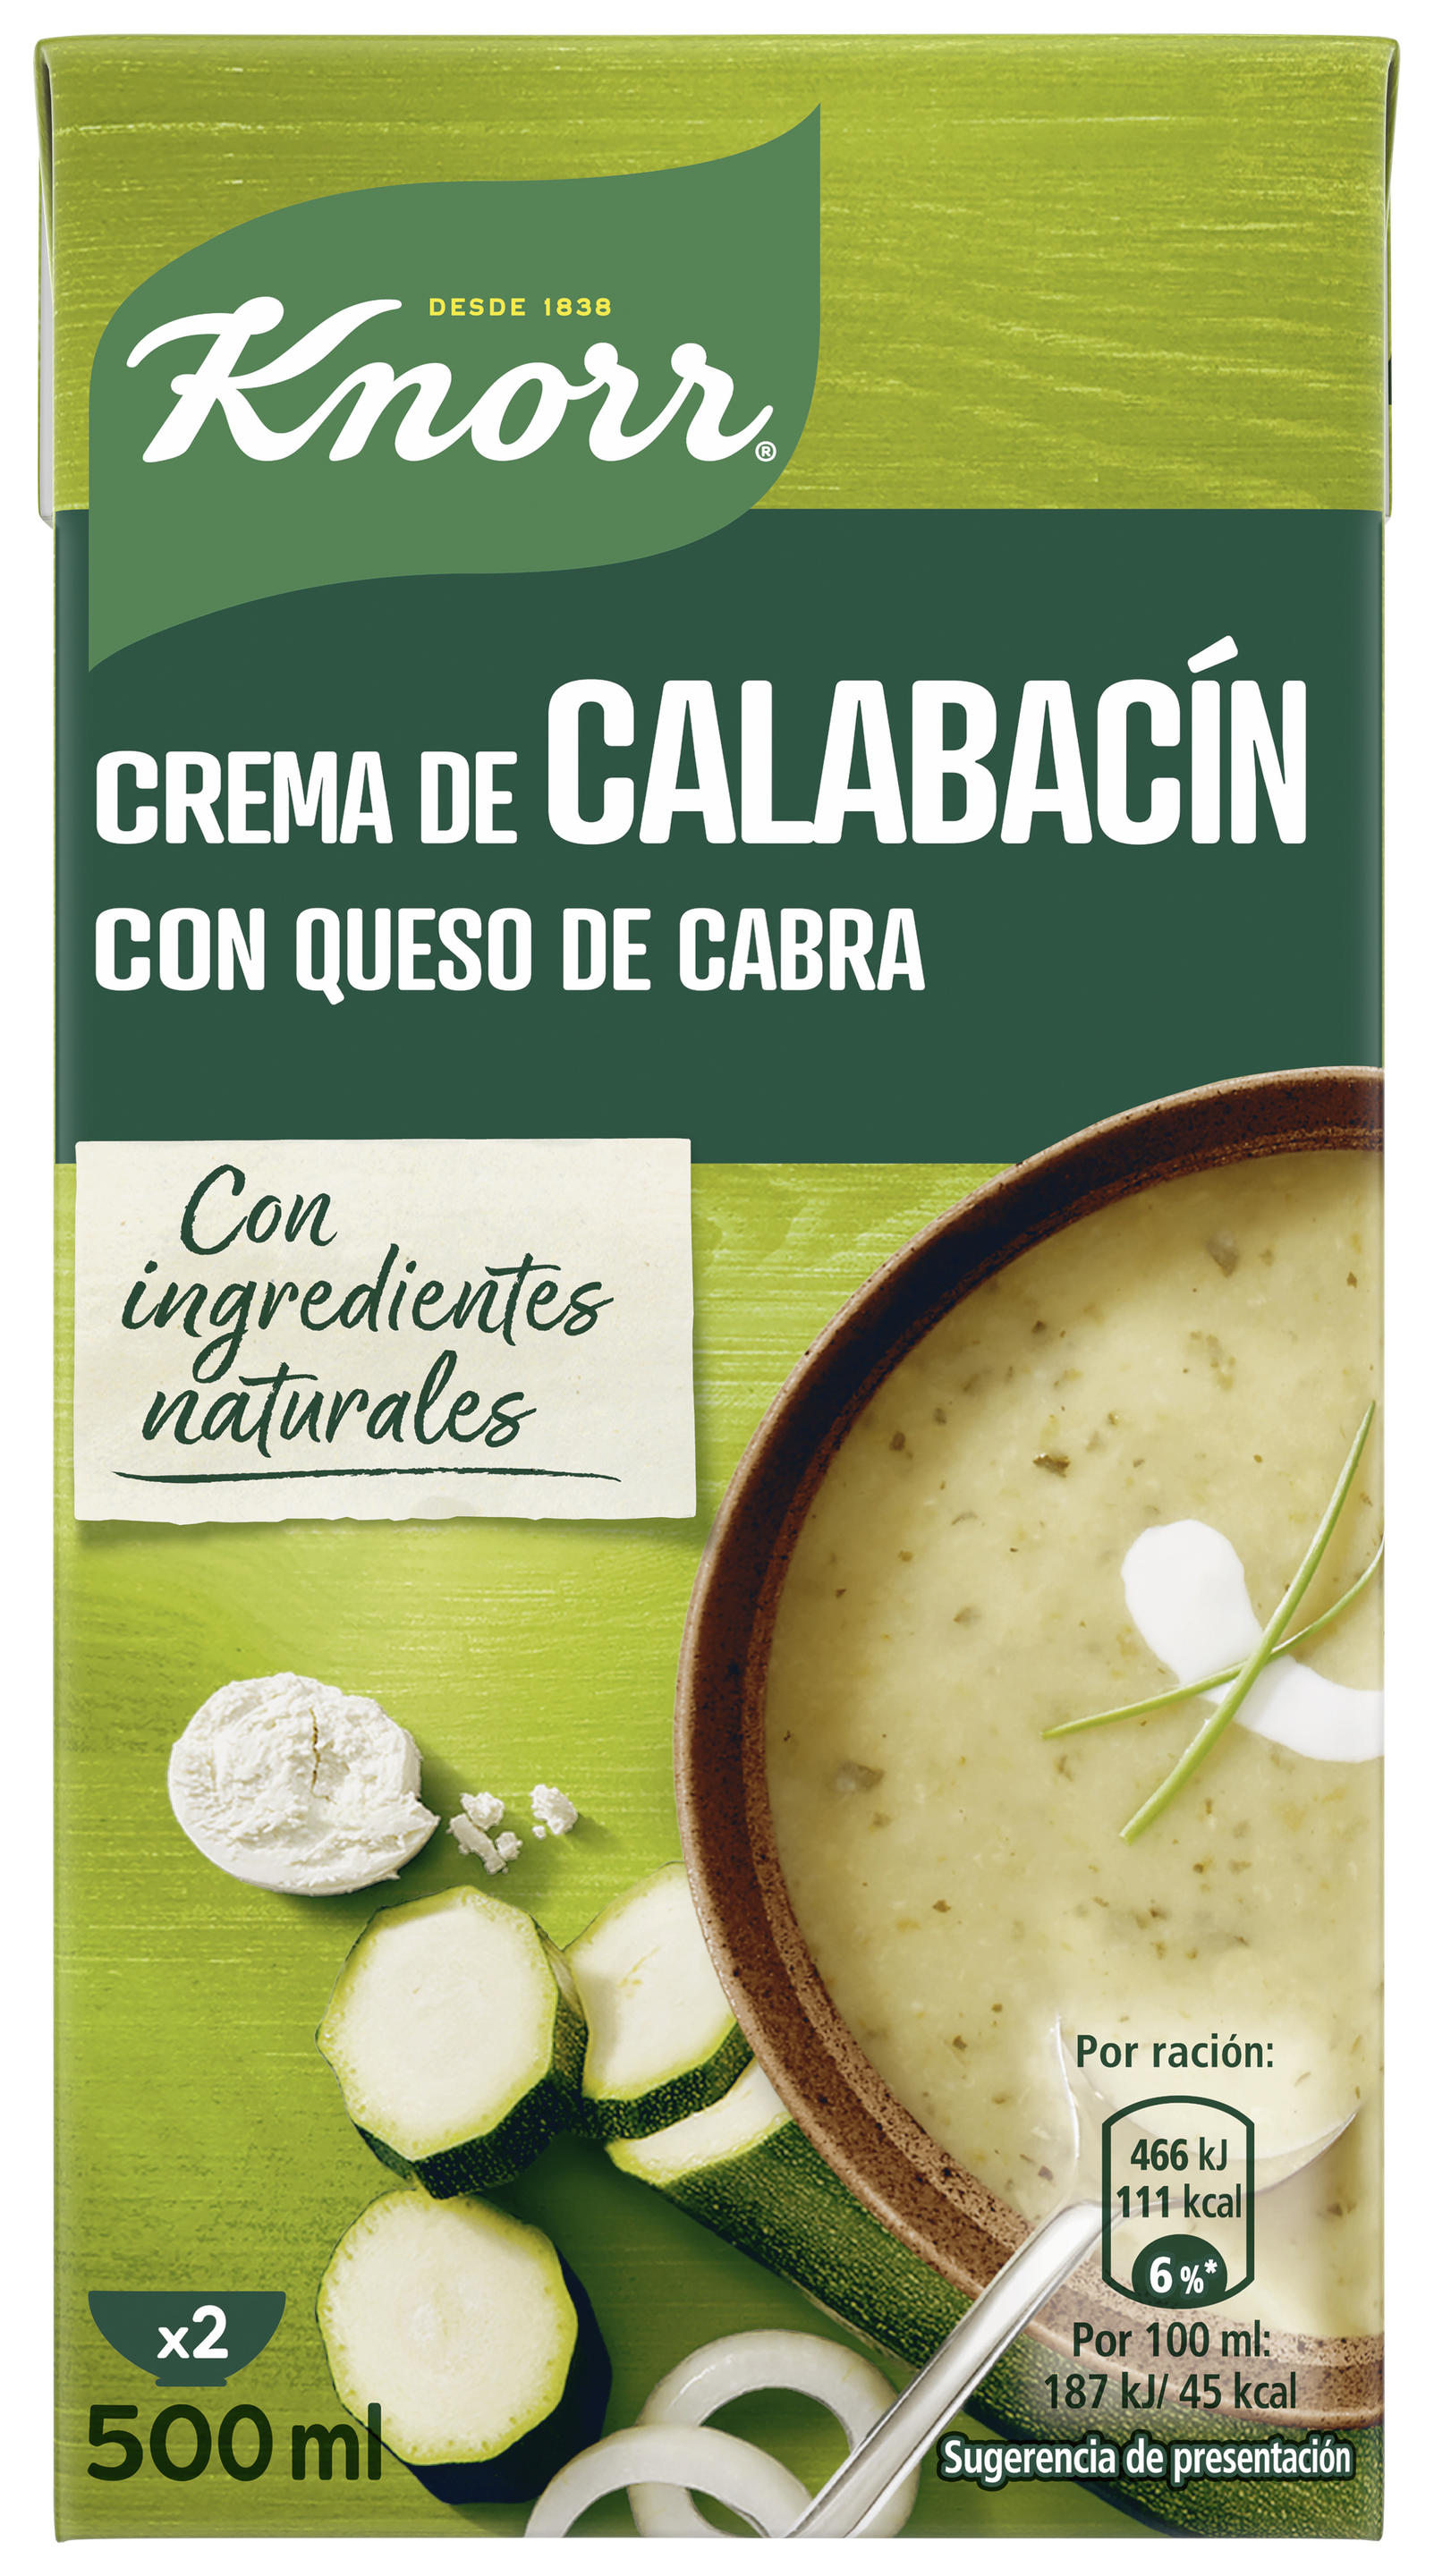 DESDE 1838
Knorr®
CREMA DE CALABACÍN
CON QUESO DE CABRA
Con
ingredientes
naturales
Por ración:
466 kJ
111 kcal
6%*
Por 100 ml:
187 kJ/ 45 kcal
Sugerencia de presentación
x2
500 ml